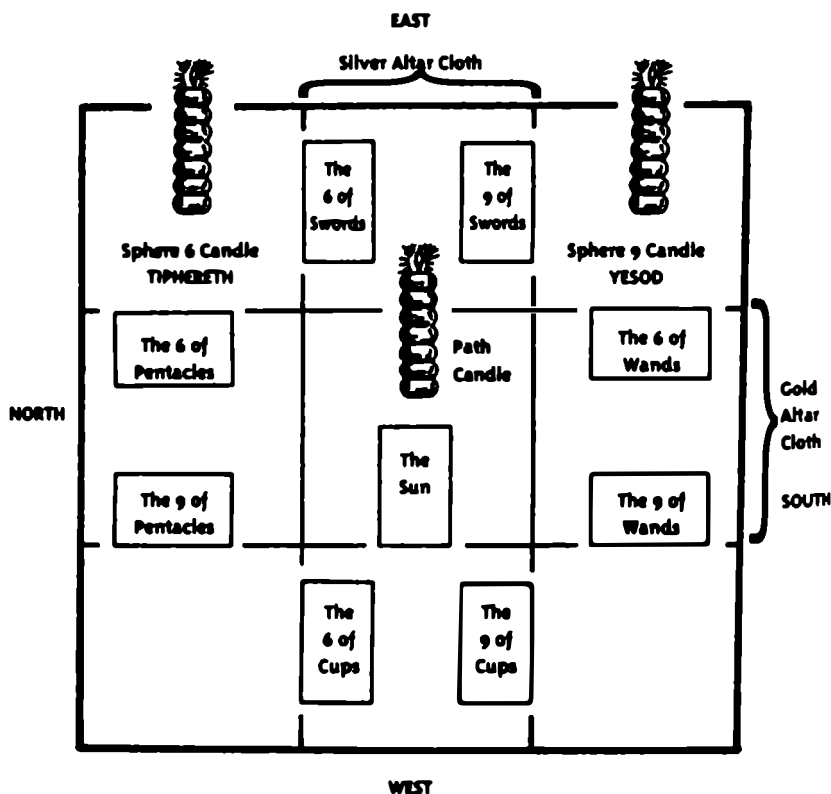 EAST
Silver Altar Cloth
The
6 of
Swords
The
9 of
Swords
Sphere 6 Candle
TIPHERETH
Sphere 9 Candle
YESOD
The 6 of
Pentacles
Path
Candle
The 6 of
Wands
NORTH
Gold
Altar
Cloth
The
Sun
The 9 of
Pentacles
The 9 of
Wands
SOUTH
The
6 of
Cups
The
9 of
Cups
WEST